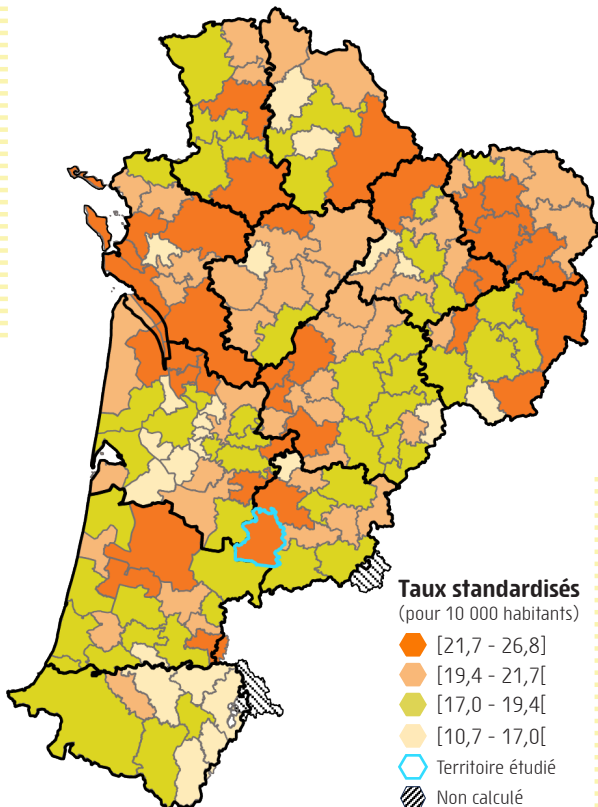 Taux standardisés
(pour 10 000 habitants)
[21,7 - 26,8]
[19,4 - 21,7[
[17,0 - 19,4[
[10,7 - 17,0[
Territoire étudié
Non calculé